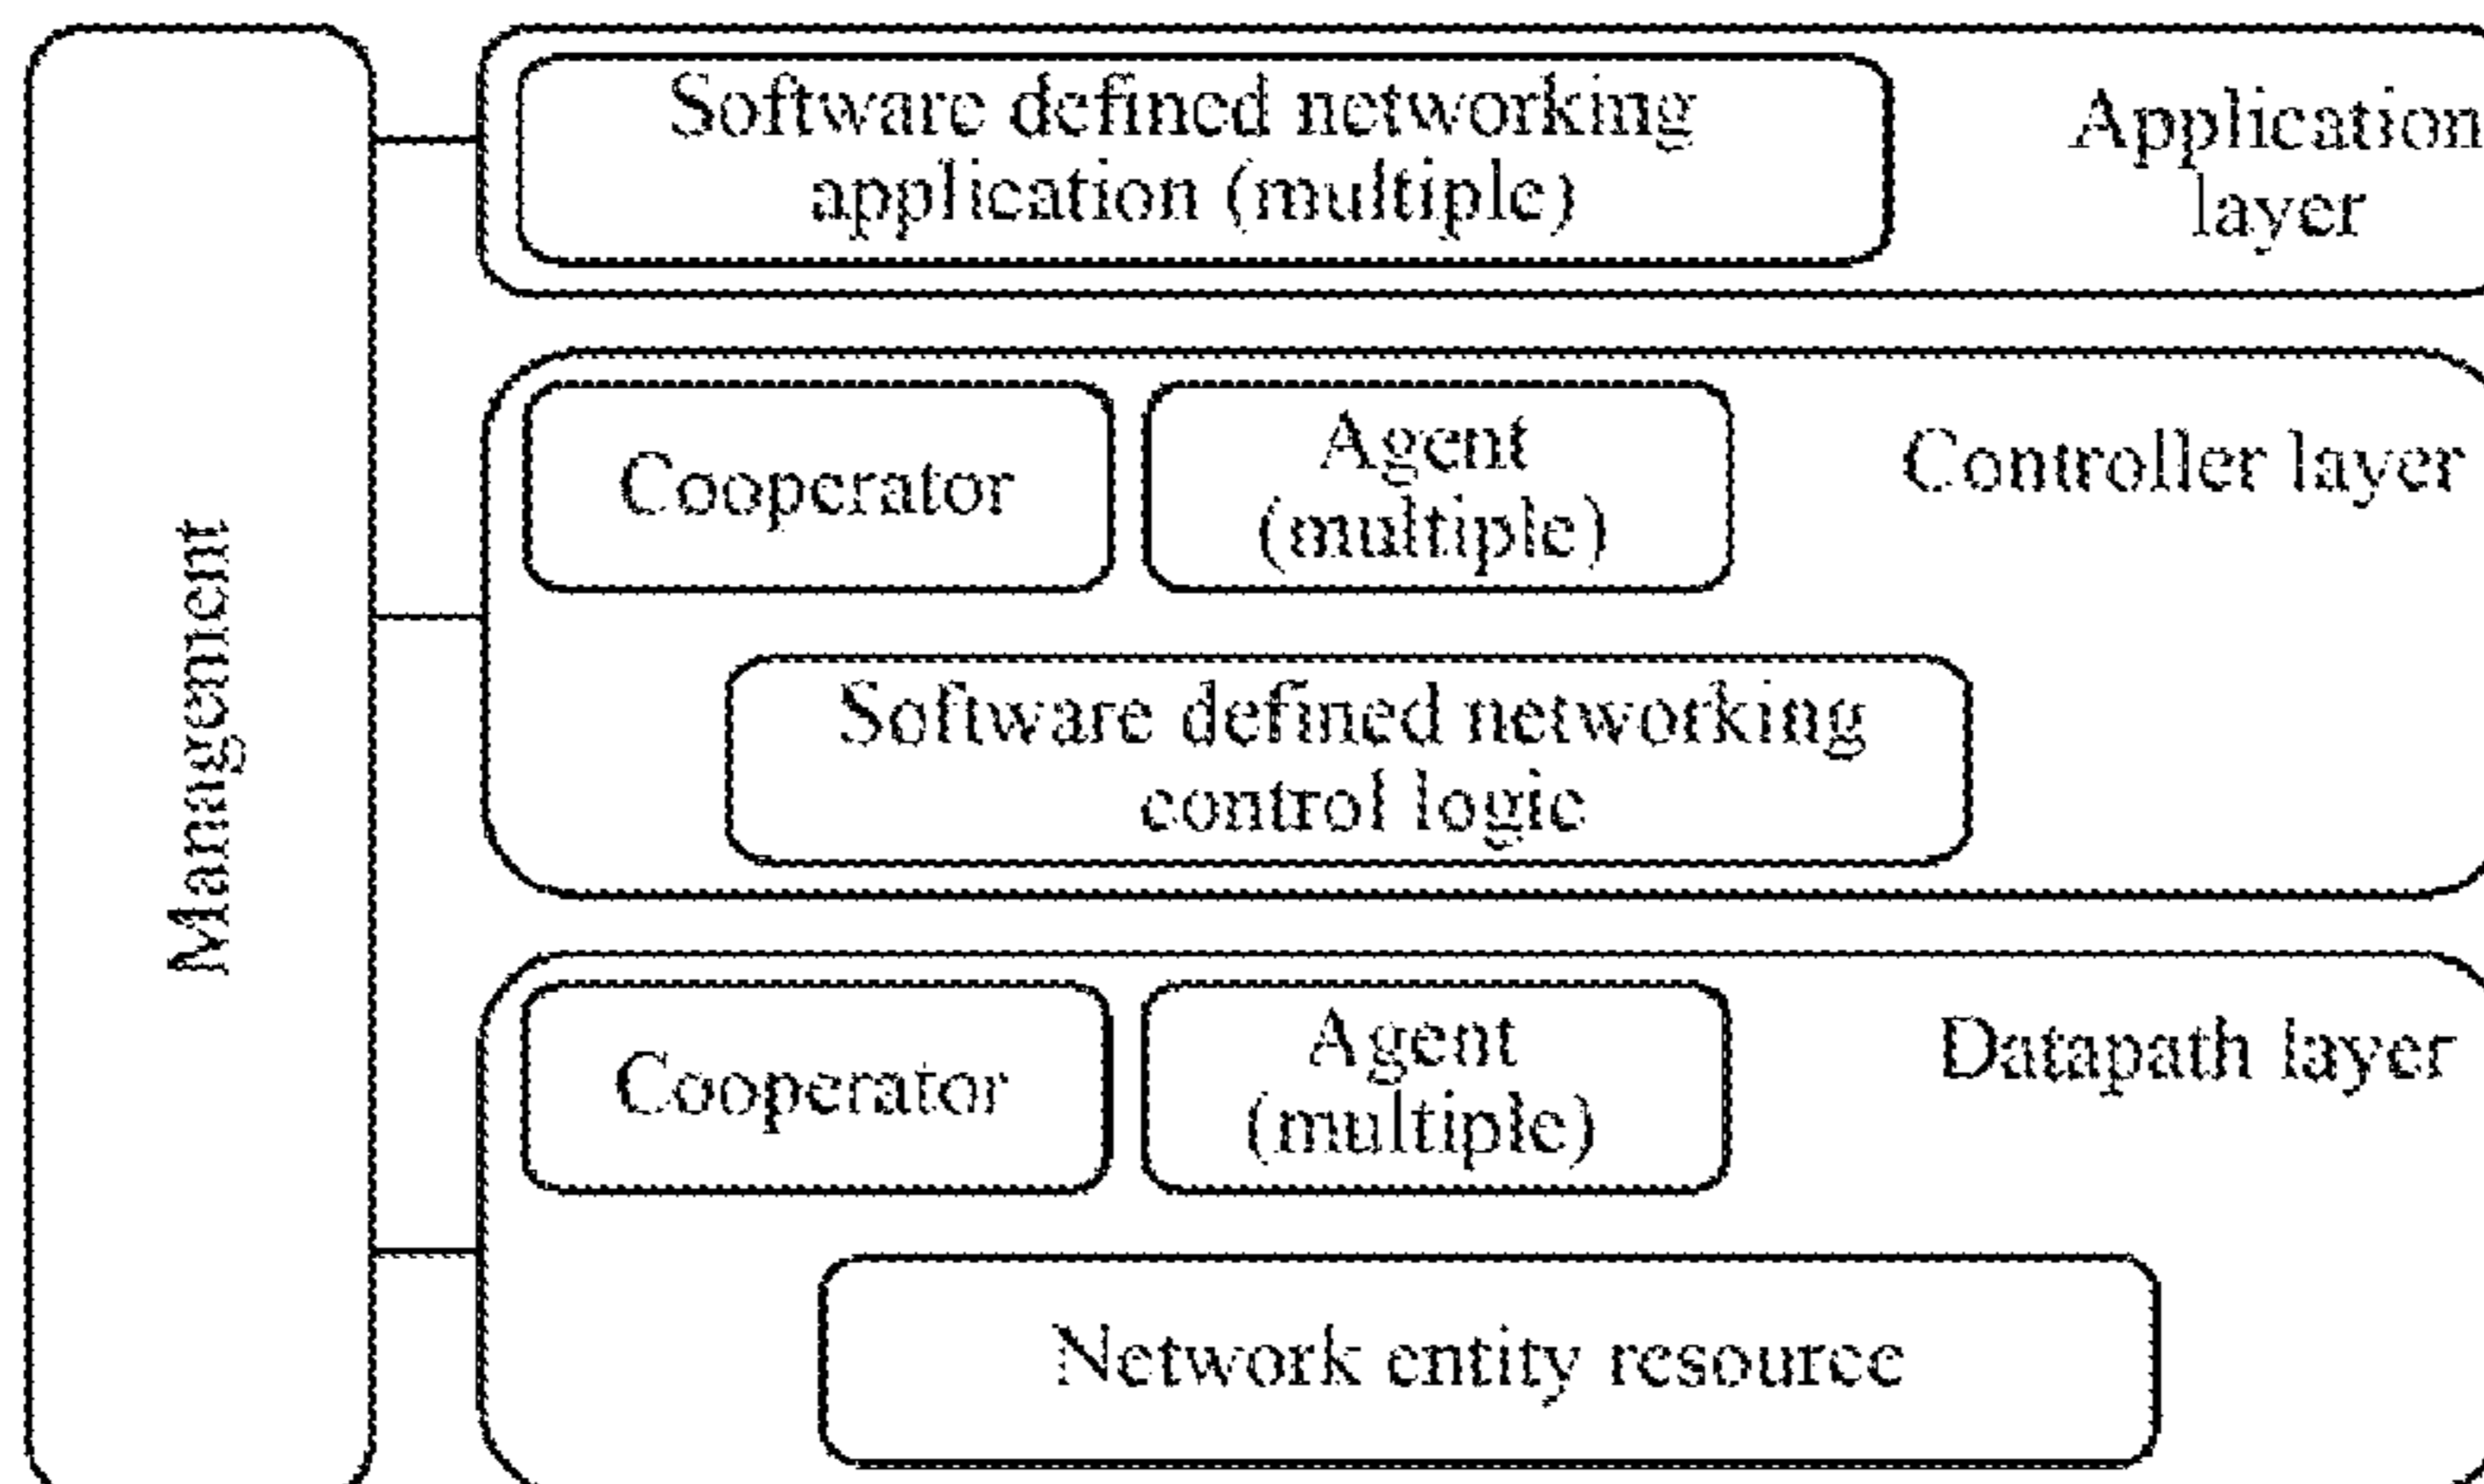 Management
Software defined networking
application (multiple)
Application
layer
Cooperator
Agent
(multiple)
Controller layer
Software defined networking
control logic
Cooperator
Agent
(multiple)
Datapath layer
Network entity resource